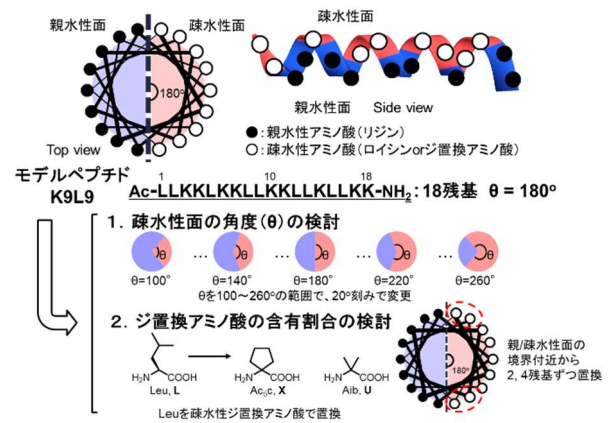 親水性面
疎水性面
180°
Top view
疎水性面
親水性面 Side view
●:親水性アミノ酸(リジン)
○:疎水性アミノ酸(ロイシンorジ置換アミノ酸)
モデルペプチド
K9L9
1 10 18
Ac-LLKKLKKLLKKLLKLLKK-NH2:18残基 θ = 180°
1. 疎水性面の角度(θ)の検討
θ … θ … θ … θ … θ
θ=100° θ=140° θ=180° θ=220° θ=260°
θを100~260°の範囲で、20°刻みで変更
2. ジ置換アミノ酸の含有割合の検討
H2N COOH
Leu, L
H2N COOH
Ac5c, X
H2N COOH
Aib, U
Leuを疎水性ジ置換アミノ酸で置換
180°
親/疎水性面の
境界付近から
2, 4残基ずつ置換